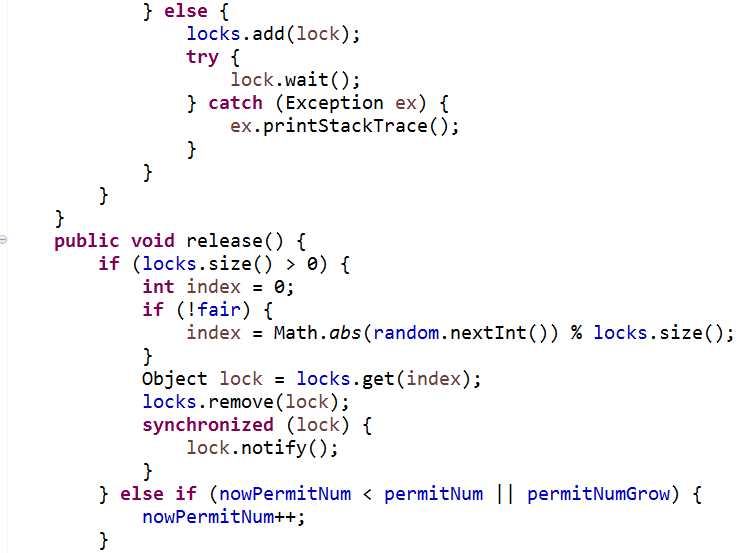 } else {
            locks.add(lock);
            try {
                lock.wait();
            } catch (Exception ex) {
                ex.printStackTrace();
            }
        }
    }
}
public void release() {
    if (locks.size() > 0) {
        int index = 0;
        if (!fair) {
            index = Math.abs(random.nextInt()) % locks.size();
        }
        Object lock = locks.get(index);
        locks.remove(lock);
        synchronized (lock) {
            lock.notify();
        }
    } else if (nowPermitNum < permitNum || permitNumGrow) {
        nowPermitNum++;
    }